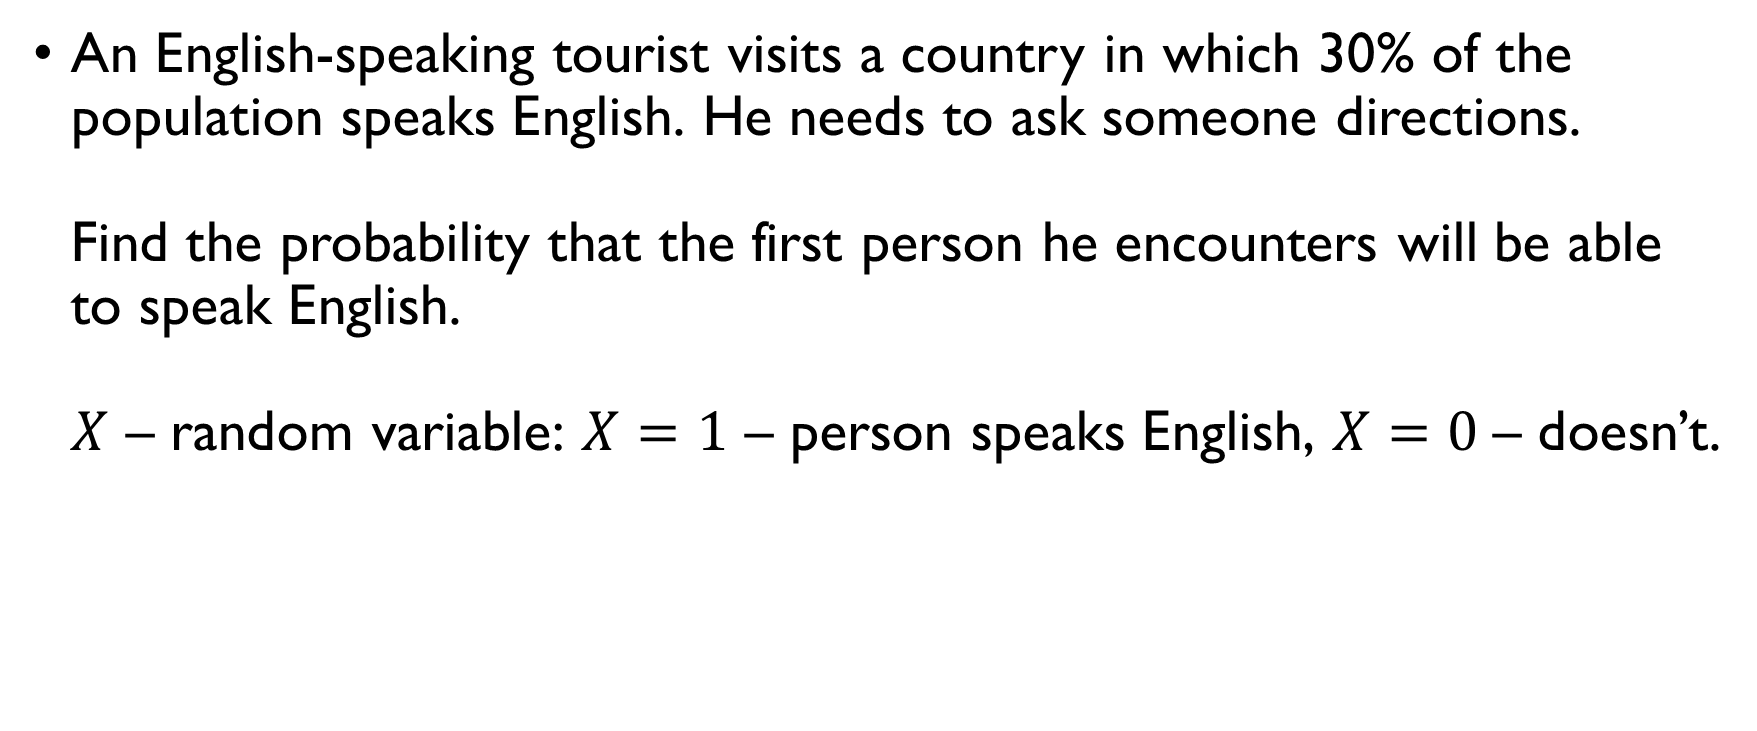 • An English-speaking tourist visits a country in which 30% of the
population speaks English. He needs to ask someone directions.
Find the probability that the first person he encounters will be able
to speak English.
X – random variable: X = 1 – person speaks English, X = 0 – doesn’t.